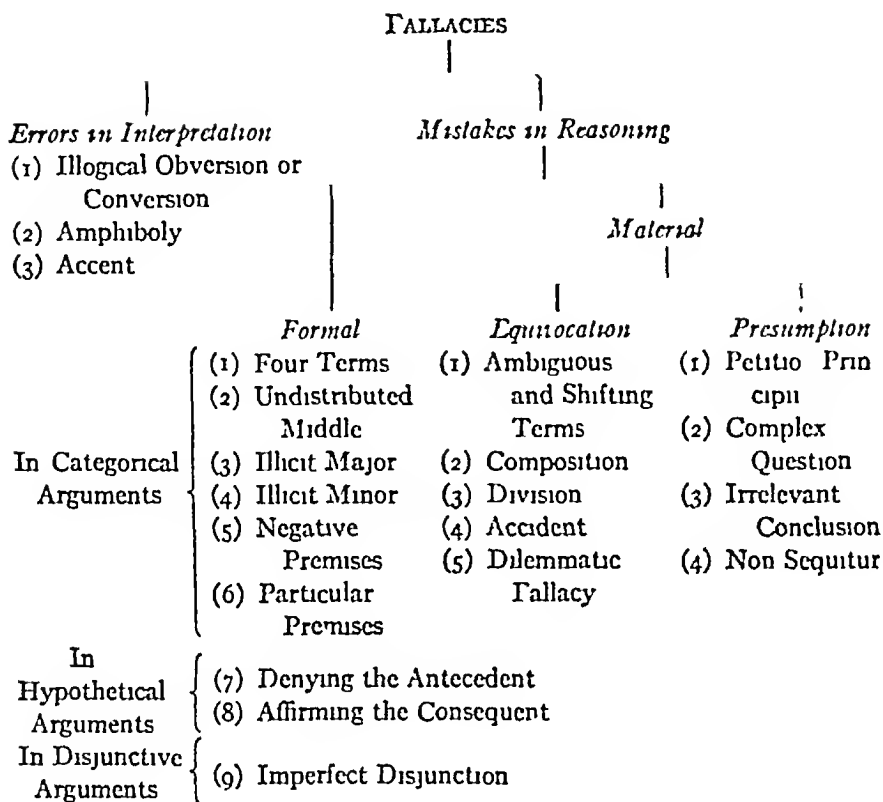 FALLACIES
Errors in Interpretation
(1) Illogical Obversion or
Conversion
(2) Amphiboly
(3) Accent
Mistakes in Reasoning
Material
Formal
Equivocation
Presumption
In Categorical
Arguments
(1) Four Terms
(2) Undistributed
Middle
(3) Illicit Major
(4) Illicit Minor
(5) Negative
Premises
(6) Particular
Premises
(1) Ambiguous
and Shifting
Terms
(2) Composition
(3) Division
(4) Accident
(5) Dilemmatic
Fallacy
(1) Petitio Prin
cipii
(2) Complex
Question
(3) Irrelevant
Conclusion
(4) Non Sequitur
In
Hypothetical
Arguments
(7) Denying the Antecedent
(8) Affirming the Consequent
In Disjunctive
Arguments
(9) Imperfect Disjunction